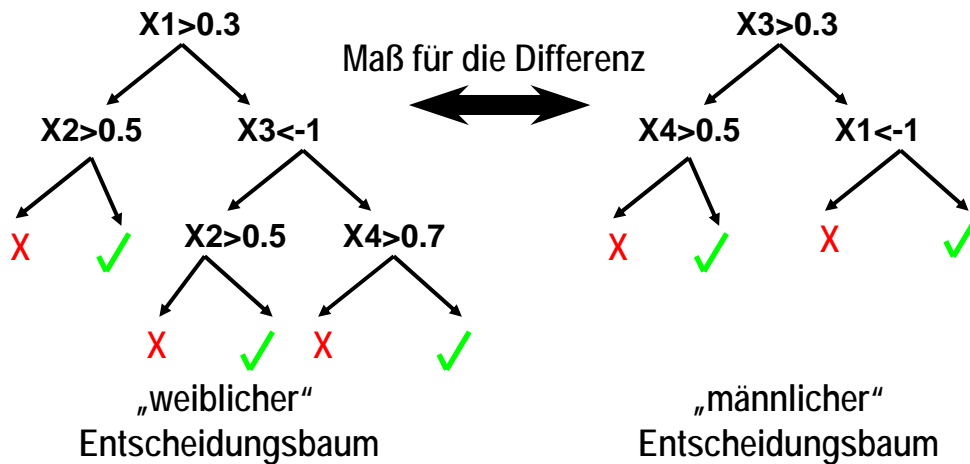 X1>0.3
X3>0.3
Maß für die Differenz
X2>0.5
X3<-1
X4>0.5
X1<-1
X
X2>0.5
X4>0.7
X
X
X
X
„weiblicher“
Entscheidungsbaum
„männlicher“
Entscheidungsbaum